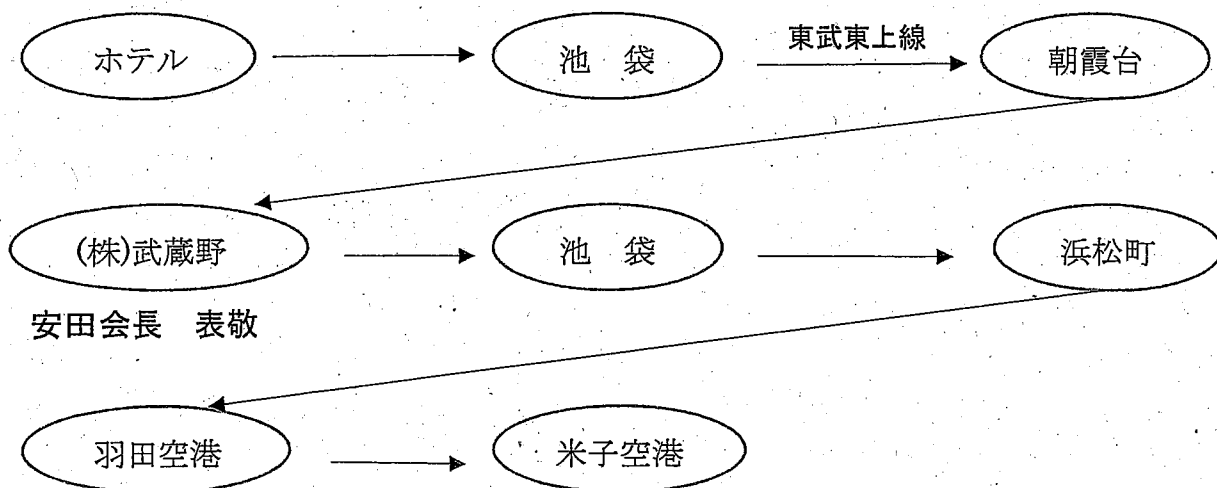 ホテル
池　袋
東武東上線
朝霞台
(株)武蔵野
池　袋
浜松町
安田会長　表敬
羽田空港
米子空港